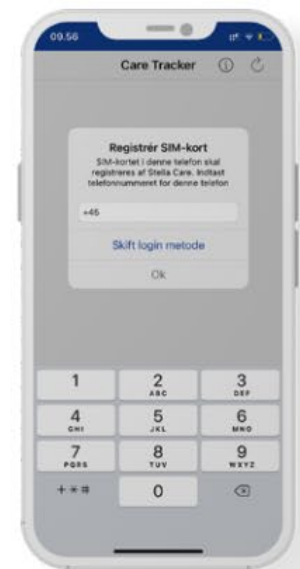 09.56
Care Tracker
Registrér SIM-kort
SIM-kortet i denne telefon skal
registreres af Stella Care. Indtast
telefonnummeret for denne telefon
+46
Skift login metode
Ok
1 2 3
ABC DEF
4 5 6
GHI JKL MNO
7 8 9
PQRS TUV WXYZ
+ * # 0